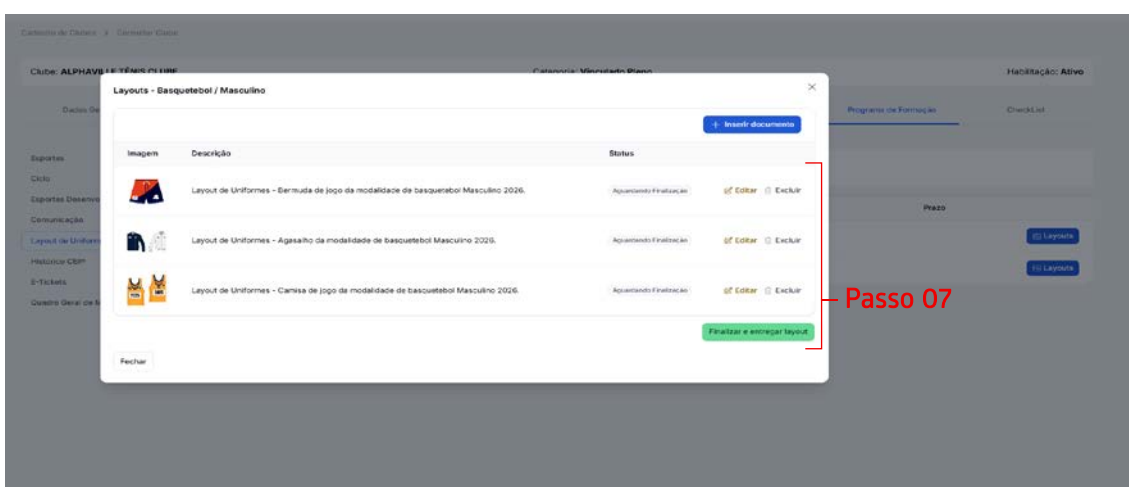 Cadastro de Clubes > Consultar Clube
Clube: ALPHAVILLE TÊNIS CLUBE
Categoria: Vinculado Pleno
Habilitação: Ativo
Layouts - Basquetebol / Masculino
×
Dados Ge
Programa de Formação
CheckList
+ Inserir documento
Imagem
Descrição
Status
Layout de Uniformes - Bermuda de jogo da modalidade de basquetebol Masculino 2026.
Aguardando Finalização
Editar
Excluir
Layout de Uniformes - Agasalho da modalidade de basquetebol Masculino 2026.
Aguardando Finalização
Editar
Excluir
Layout de Uniformes - Camisa de jogo da modalidade de basquetebol Masculino 2026.
Aguardando Finalização
Editar
Excluir
Finalizar e entregar layout
Fechar
Esportes
Ciclo
Esportes Desenvo
Comunicação
Layout de Uniform
Histórico CBI®
E-Tickets
Quadro Geral de
Prazo
Layouts
Layouts
Passo 07